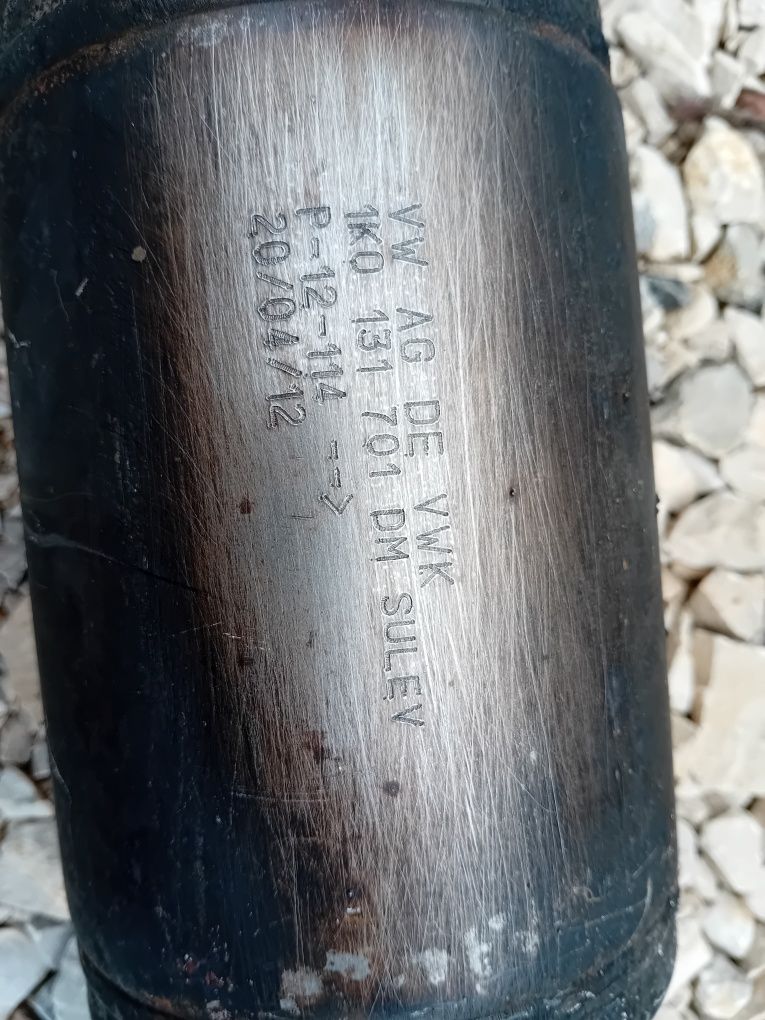 VW AG DE VWK
1K0 131 701 DM SULEV
P-12-114 -->
20/04/12